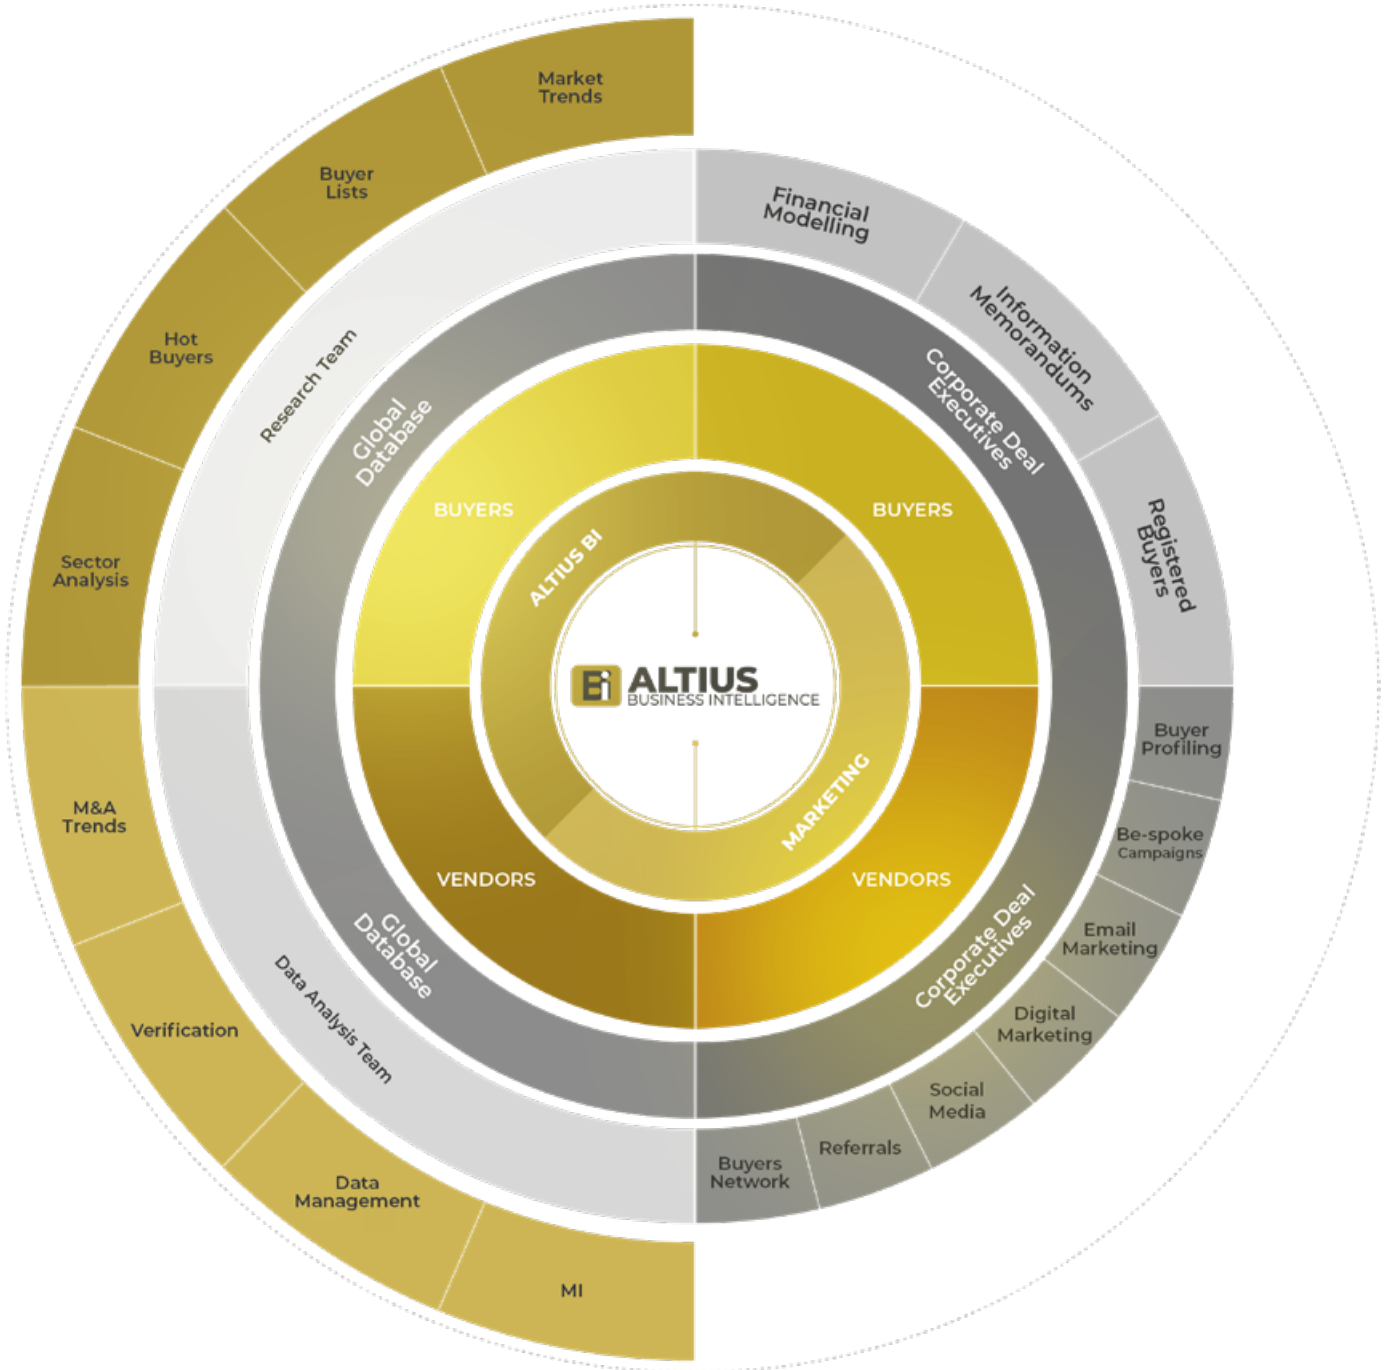 Market
Trends
Buyer
Lists
Hot
Buyers
Sector
Analysis
M&A
Trends
Verification
Data
Management
MI
Research Team
Data Analysis Team
Financial
Modelling
Information
Memorandums
Registered
Buyers
Buyer
Profiling
Be-spoke
Campaigns
Email
Marketing
Digital
Marketing
Social
Media
Referrals
Buyers
Network
Global
Database
Corporate Deal
Executives
Global
Database
Corporate Deal
Executives
BUYERS
BUYERS
VENDORS
VENDORS
ALTIUS BI
MARKETING
Bi ALTIUS
BUSINESS INTELLIGENCE